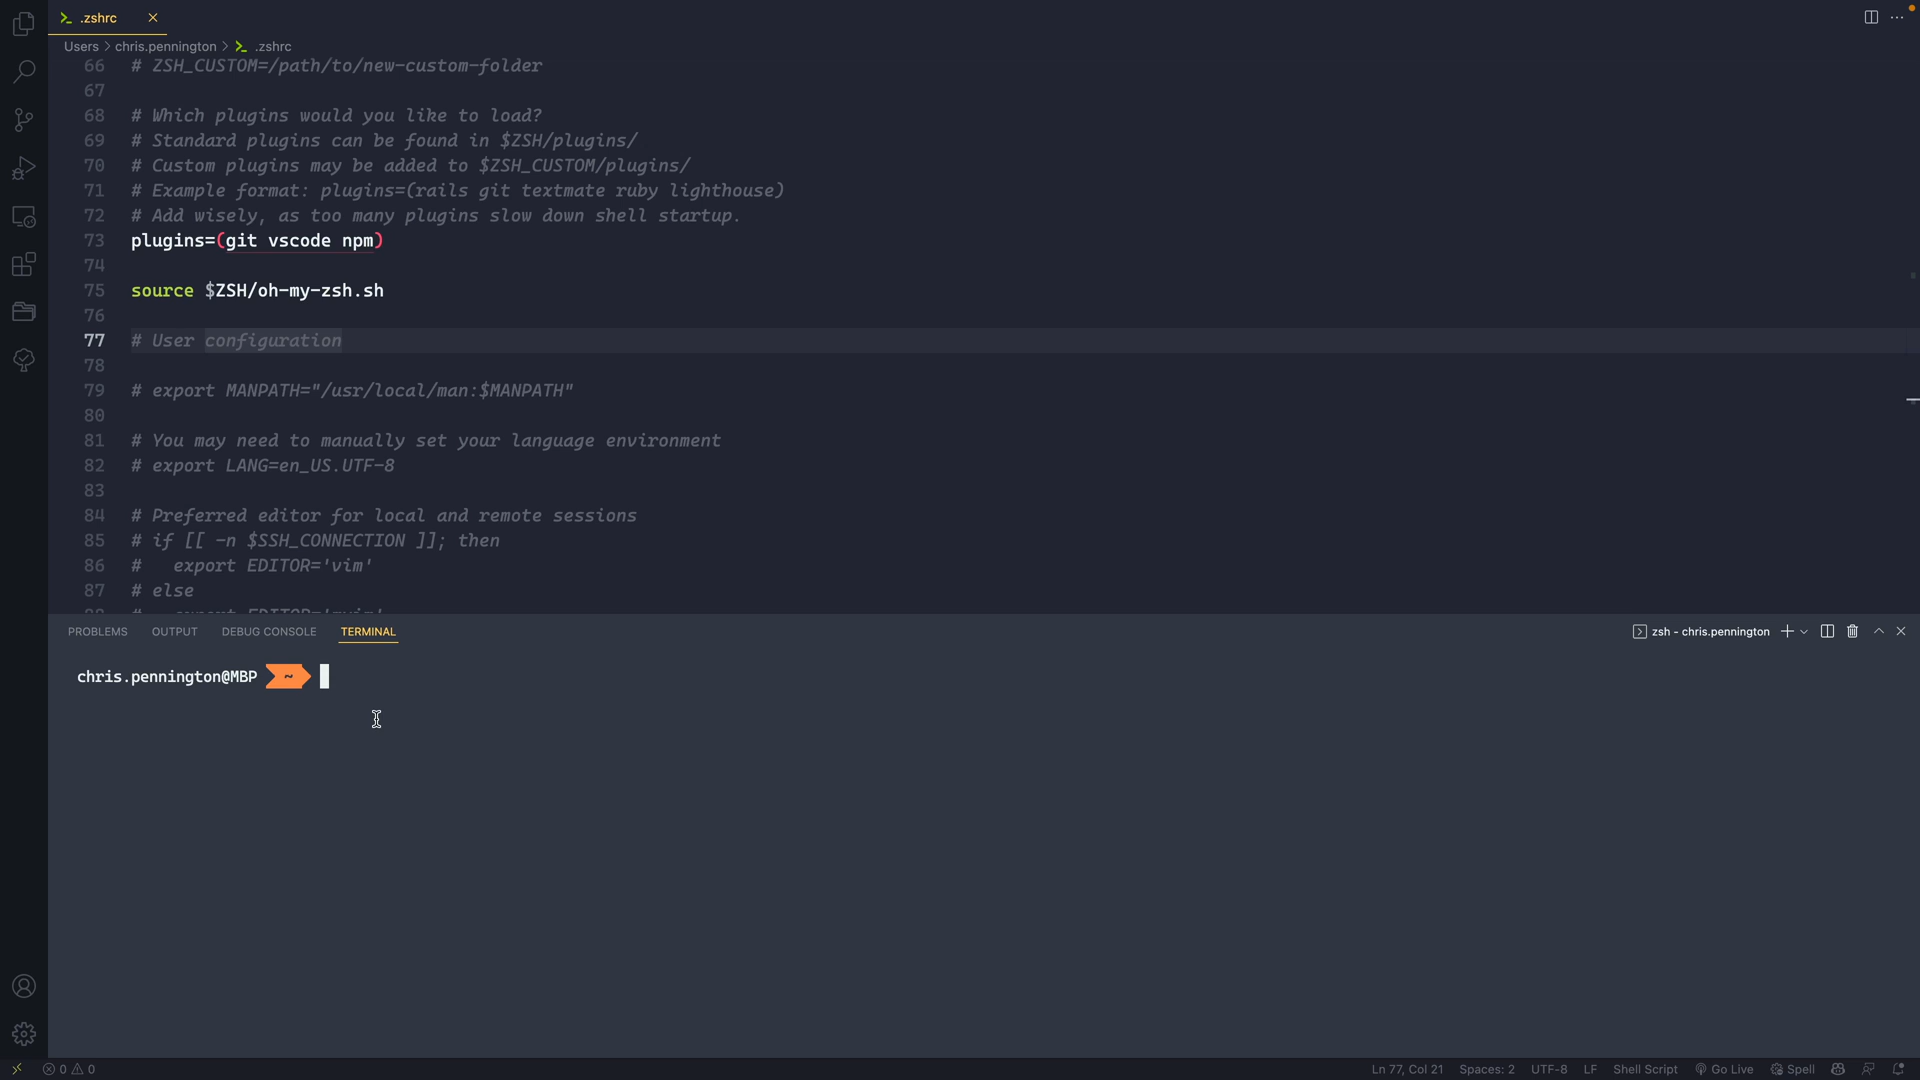 .zshrc
Users > chris.pennington > .zshrc
66 # ZSH_CUSTOM=/path/to/new-custom-folder
67
68 # Which plugins would you like to load?
69 # Standard plugins can be found in $ZSH/plugins/
70 # Custom plugins may be added to $ZSH_CUSTOM/plugins/
71 # Example format: plugins=(rails git textmate ruby lighthouse)
72 # Add wisely, as too many plugins slow down shell startup.
73 plugins=(git vscode npm)
74
75 source $ZSH/oh-my-zsh.sh
76
77 # User configuration
78
79 # export MANPATH="/usr/local/man:$MANPATH"
80
81 # You may need to manually set your language environment
82 # export LANG=en_US.UTF-8
83
84 # Preferred editor for local and remote sessions
85 # if [[ -n $SSH_CONNECTION ]]; then
86 #   export EDITOR='vim'
87 # else
PROBLEMS OUTPUT DEBUG CONSOLE TERMINAL zsh - chris.pennington
chris.pennington@MBP ~
0 0 Ln 77, Col 21 Spaces: 2 UTF-8 LF Shell Script Go Live Spell